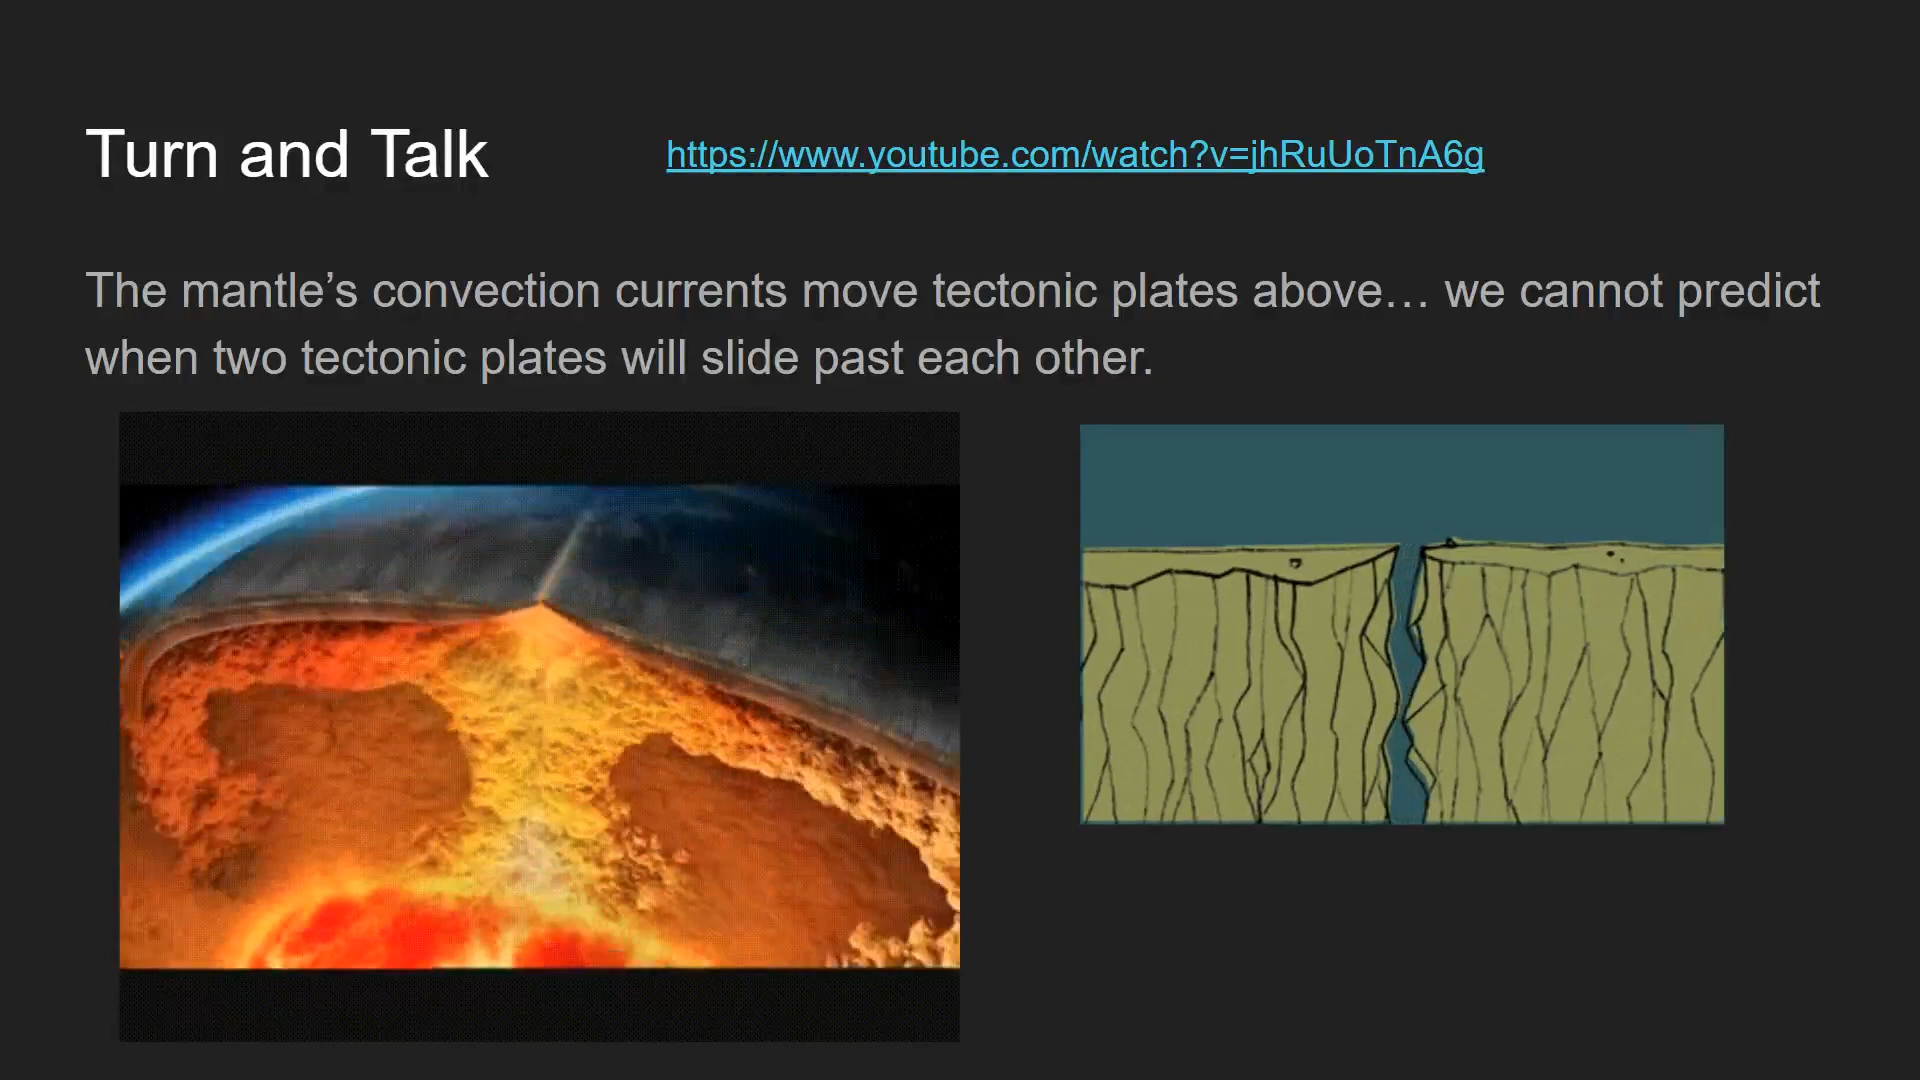 Turn and Talk
https://www.youtube.com/watch?v=jhRuUoTnA6g
The mantle’s convection currents move tectonic plates above… we cannot predict
when two tectonic plates will slide past each other.